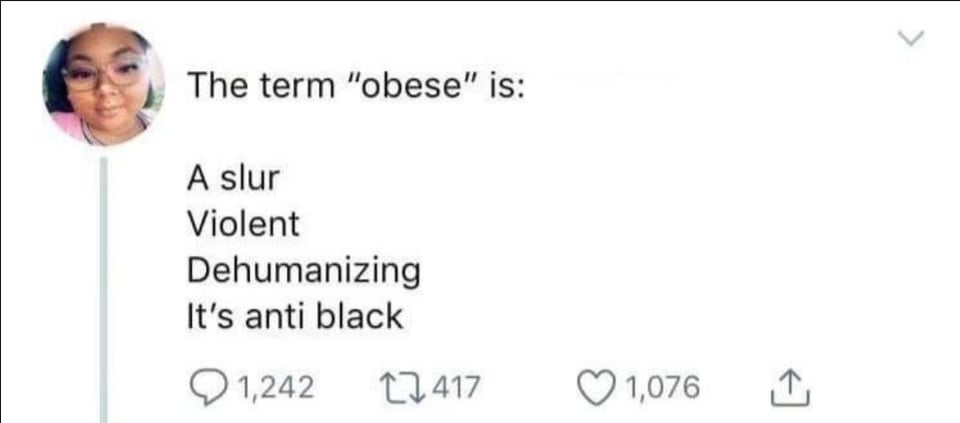 The term "obese" is:
A slur
Violent
Dehumanizing
It's anti black
1,242 417 1,076